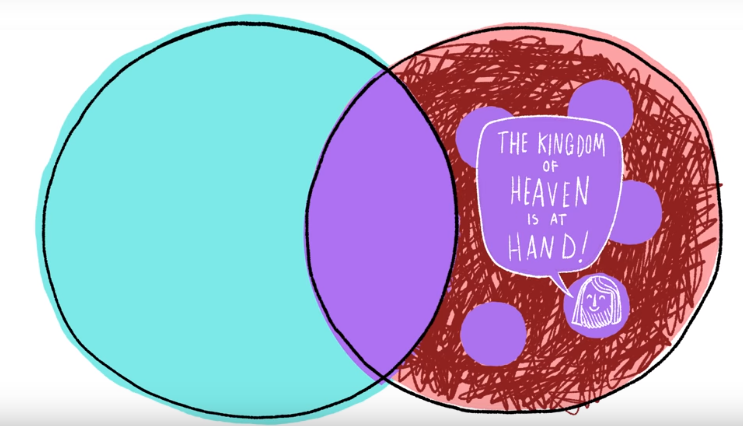 THE KINGDOM
OF
HEAVEN
IS AT
HAND!